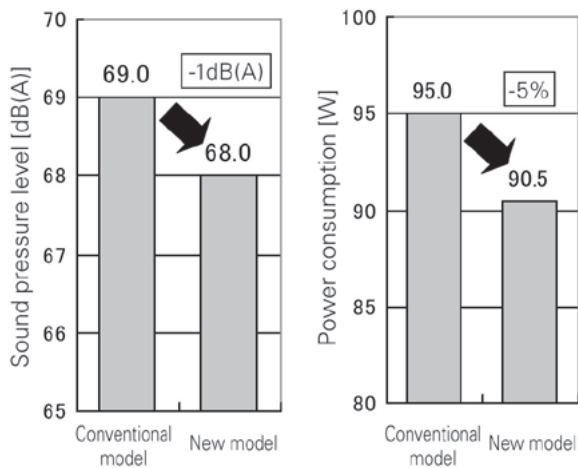 Sound pressure level [dB(A)]
70
69
68
67
66
65
69.0
-1dB(A)
68.0
Conventional
model
New model
Power consumption [W]
100
95
90
85
80
95.0
-5%
90.5
Conventional
model
New model